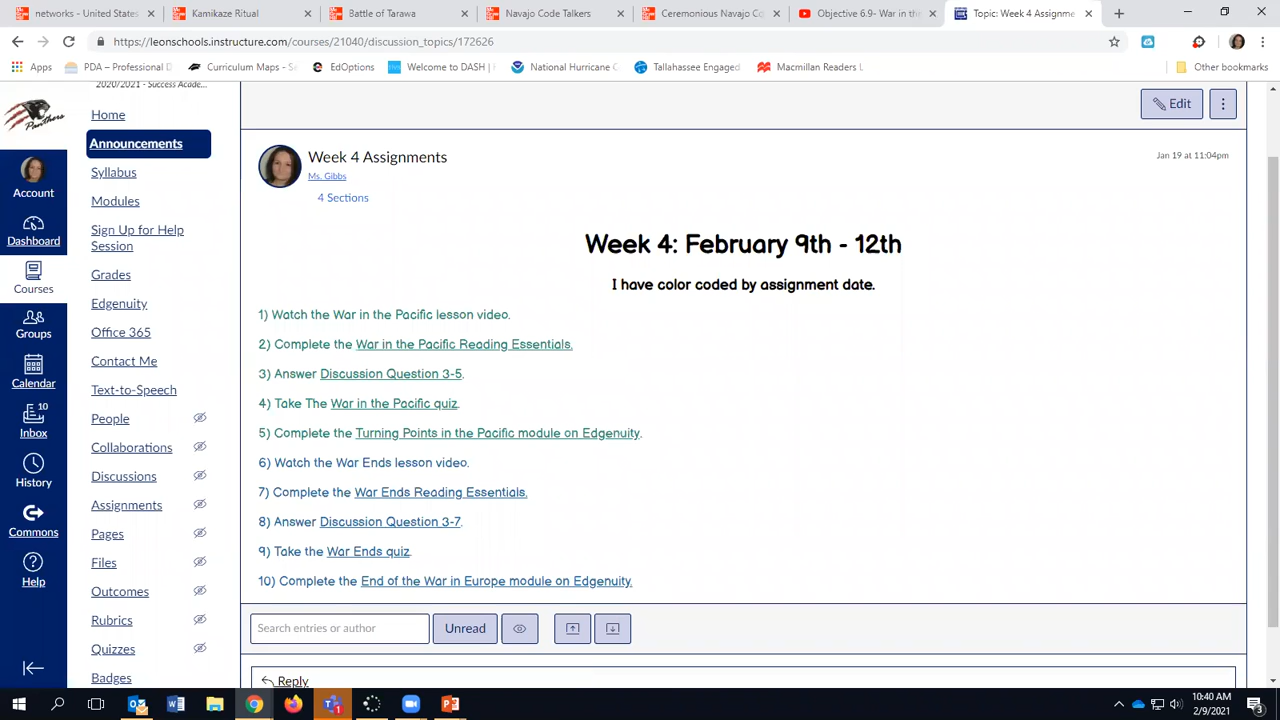 networks - United States
Kamikaze Ritual
Battle of Tarawa
Navajo Code Talkers
Ceremonious Navajo Co
Objective 6.9- War in the
Topic: Week 4 Assignme
https://leonschools.instructure.com/courses/21040/discussion_topics/172626
Apps
PDA – Professional D
Curriculum Maps - Se
EdOptions
Welcome to DASH | H
National Hurricane C
Tallahassee Engaged
Macmillan Readers L
Other bookmarks
Panthers
Account
Dashboard
Courses
Groups
Calendar
10
Inbox
History
Commons
Help
2020/2021 - Success Acade...
Home
Announcements
Syllabus
Modules
Sign Up for Help
Session
Grades
Edgenuity
Office 365
Contact Me
Text-to-Speech
People
Collaborations
Discussions
Assignments
Pages
Files
Outcomes
Rubrics
Quizzes
Badges
Edit
Week 4 Assignments
Jan 19 at 11:04pm
Ms. Gibbs
4 Sections
Week 4: February 9th - 12th
I have color coded by assignment date.
1) Watch the War in the Pacific lesson video.
2) Complete the War in the Pacific Reading Essentials.
3) Answer Discussion Question 3-5.
4) Take The War in the Pacific quiz.
5) Complete the Turning Points in the Pacific module on Edgenuity.
6) Watch the War Ends lesson video.
7) Complete the War Ends Reading Essentials.
8) Answer Discussion Question 3-7.
9) Take the War Ends quiz.
10) Complete the End of the War in Europe module on Edgenuity.
Search entries or author
Unread
Reply
10:40 AM
2/9/2021